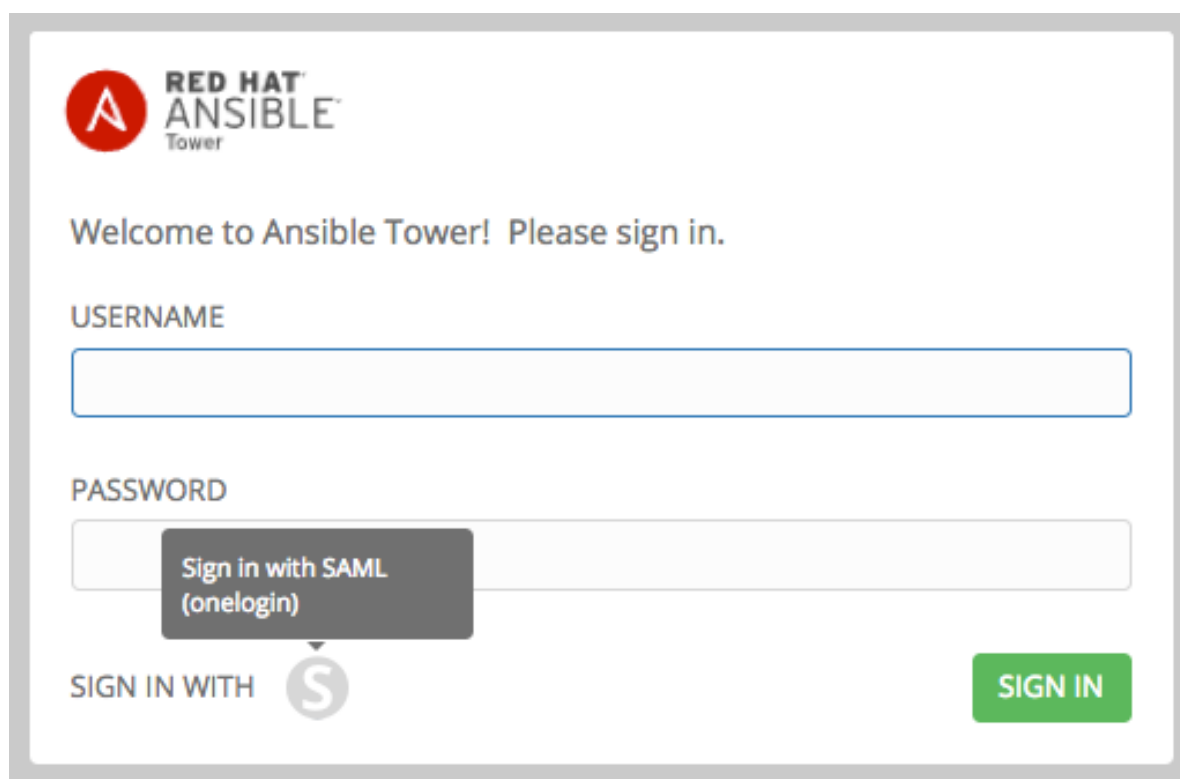 RED HAT
ANSIBLE
Tower
Welcome to Ansible Tower! Please sign in.
USERNAME
PASSWORD
Sign in with SAML
(onelogin)
SIGN IN WITH S
SIGN IN